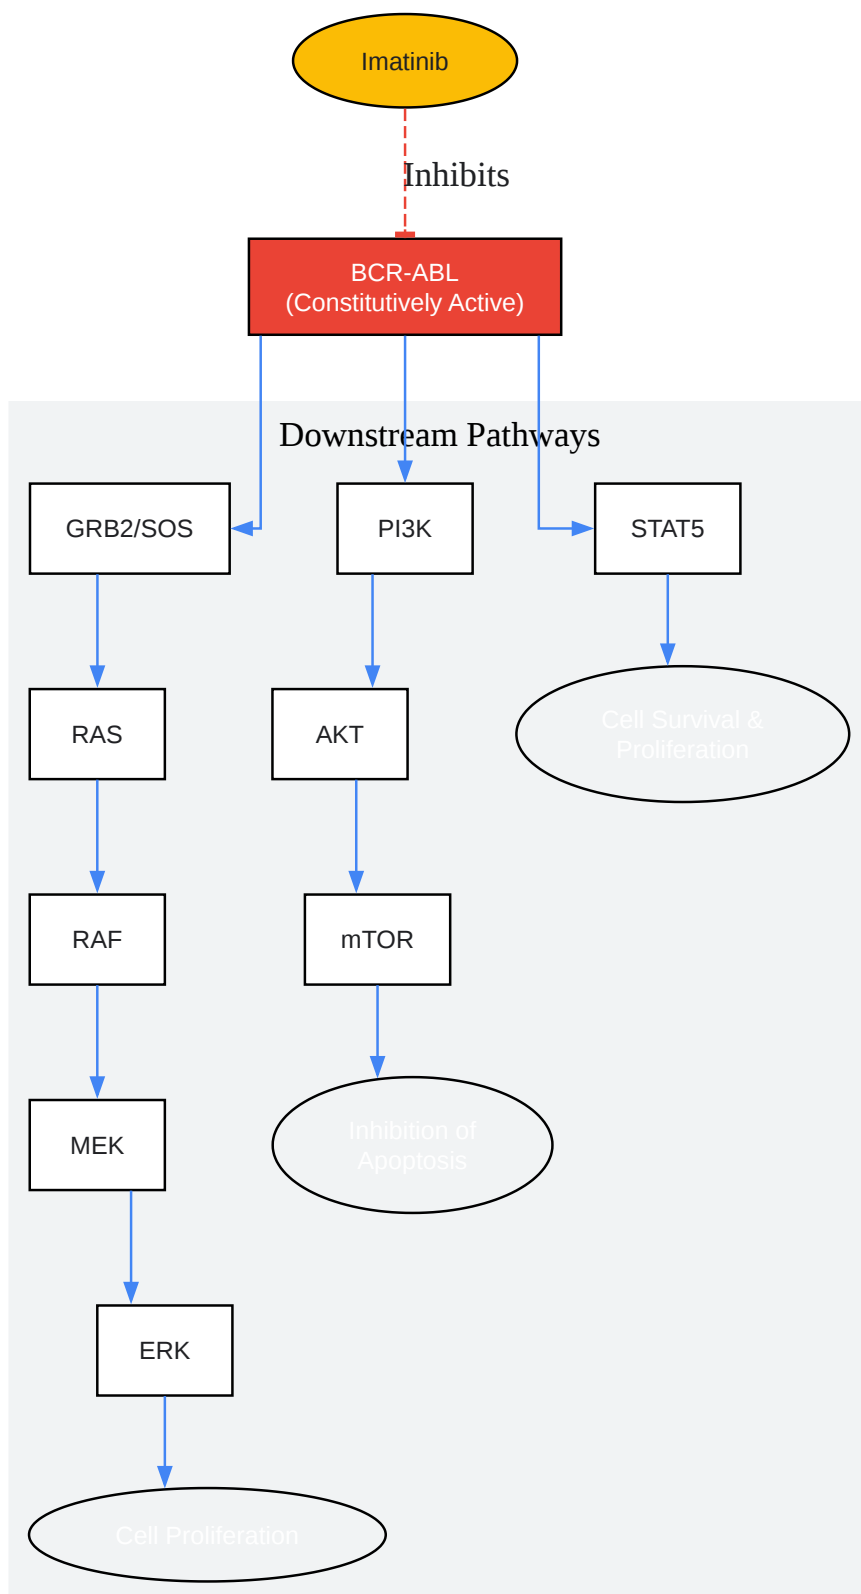 Imatinib
Inhibits
BCR-ABL
(Constitutively Active)
Downstream Pathways
GRB2/SOS
PI3K
STAT5
RAS
AKT
Cell Survival &
Proliferation
RAF
mTOR
MEK
Inhibition of
Apoptosis
ERK
Cell Proliferation